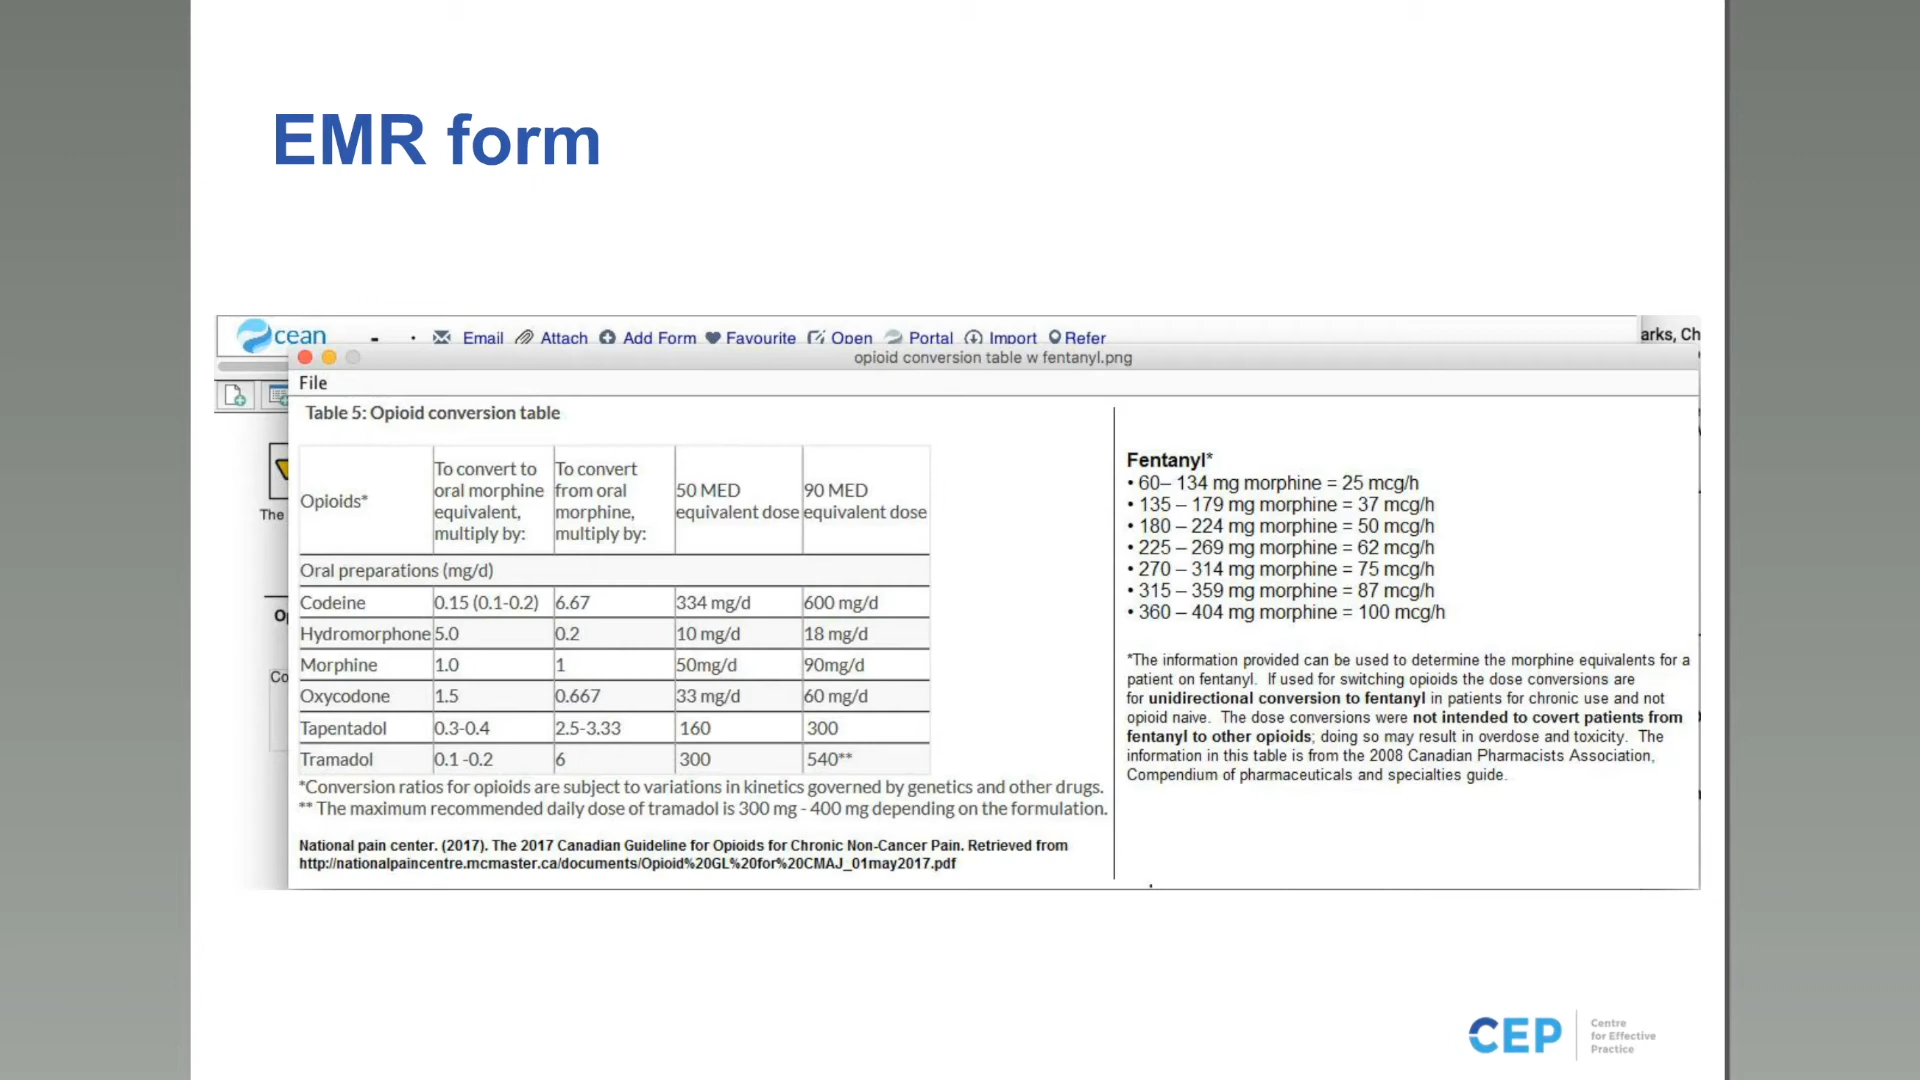 EMR form
cean
Email Attach Add Form Favourite Open Portal Import Refer
arks, Ch
opioid conversion table w fentanyl.png
File
The
Co
Table 5: Opioid conversion table
Opioids* To convert to oral morphine equivalent, multiply by: To convert from oral morphine, multiply by: 50 MED equivalent dose 90 MED equivalent dose
Oral preparations (mg/d)
Codeine 0.15 (0.1-0.2) 6.67 334 mg/d 600 mg/d
Hydromorphone 5.0 0.2 10 mg/d 18 mg/d
Morphine 1.0 1 50mg/d 90mg/d
Oxycodone 1.5 0.667 33 mg/d 60 mg/d
Tapentadol 0.3-0.4 2.5-3.33 160 300
Tramadol 0.1 -0.2 6 300 540**
*Conversion ratios for opioids are subject to variations in kinetics governed by genetics and other drugs.
** The maximum recommended daily dose of tramadol is 300 mg - 400 mg depending on the formulation.
National pain center. (2017). The 2017 Canadian Guideline for Opioids for Chronic Non-Cancer Pain. Retrieved from
http://nationalpaincentre.mcmaster.ca/documents/Opioid%20GL%20for%20CMAJ_01may2017.pdf
Fentanyl*
• 60– 134 mg morphine = 25 mcg/h
• 135 – 179 mg morphine = 37 mcg/h
• 180 – 224 mg morphine = 50 mcg/h
• 225 – 269 mg morphine = 62 mcg/h
• 270 – 314 mg morphine = 75 mcg/h
• 315 – 359 mg morphine = 87 mcg/h
• 360 – 404 mg morphine = 100 mcg/h
*The information provided can be used to determine the morphine equivalents for a
patient on fentanyl. If used for switching opioids the dose conversions are
for unidirectional conversion to fentanyl in patients for chronic use and not
opioid naive. The dose conversions were not intended to covert patients from
fentanyl to other opioids; doing so may result in overdose and toxicity. The
information in this table is from the 2008 Canadian Pharmacists Association,
Compendium of pharmaceuticals and specialties guide.
CEP
Centre
for Effective
Practice